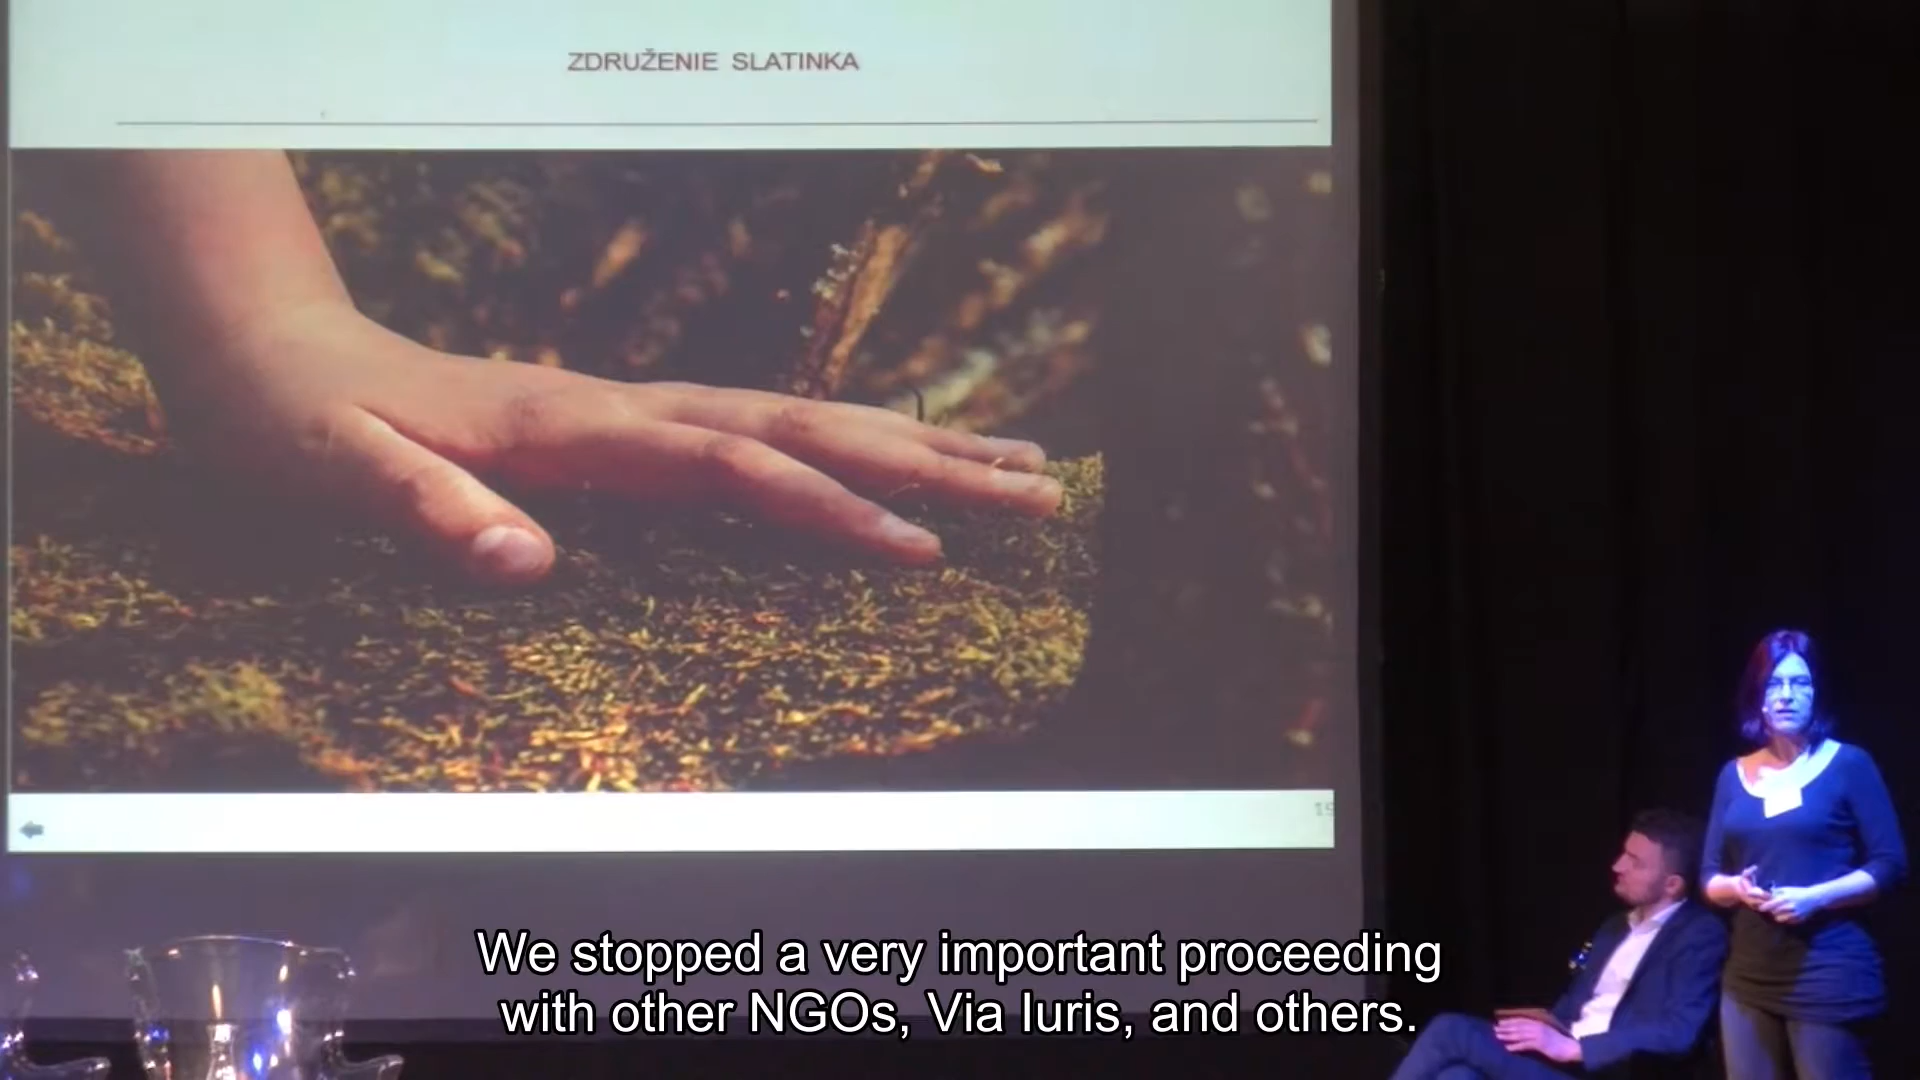 ZDRUŽENIE SLATINKA
We stopped a very important proceeding
with other NGOs, Via Iuris, and others.